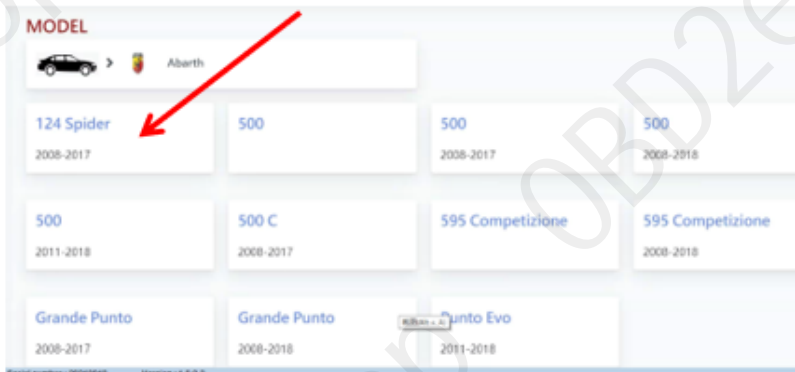 MODEL
> Abarth
124 Spider
2008-2017
500
500
2008-2017
500
2008-2018
500
2011-2018
500 C
2008-2017
595 Competizione
595 Competizione
2008-2018
Grande Punto
2008-2017
Grande Punto
2008-2018
Punto Evo
2011-2018
OBD2